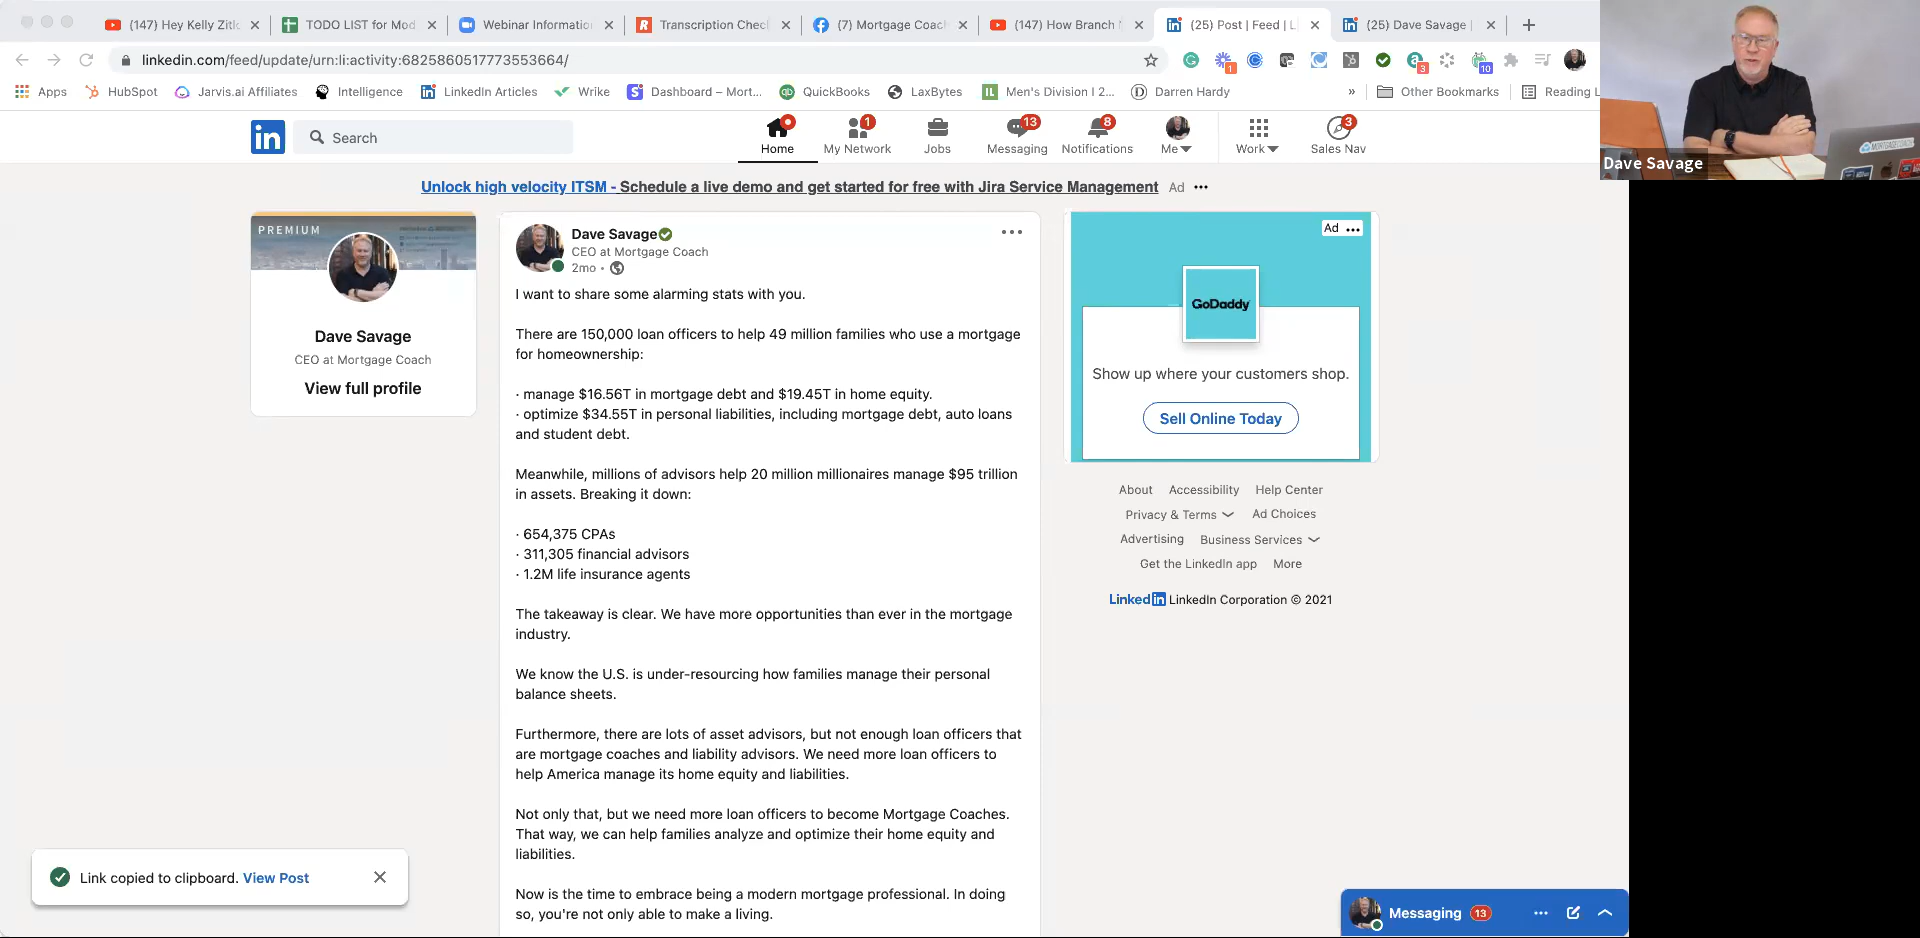 (147) Hey Kelly Zitlo
TODO LIST for Mod
Webinar Informatio
Transcription Chec
(7) Mortgage Coac
(147) How Branch
(25) Post | Feed | L
(25) Dave Savage |
linkedin.com/feed/update/urn:li:activity:6825860517773553664/
1
3
10
Apps
HubSpot
Jarvis.ai Affiliates
Intelligence
LinkedIn Articles
Wrike
Dashboard – Mort...
QuickBooks
LaxBytes
Men's Division I 2...
Darren Hardy
»
Other Bookmarks
Reading L
Dave Savage
in
Search
Home
1
My Network
Jobs
13
Messaging
8
Notifications
Me
Work
3
Sales Nav
Unlock high velocity ITSM - Schedule a live demo and get started for free with Jira Service Management Ad •••
PREMIUM
Dave Savage
CEO at Mortgage Coach
View full profile
Dave Savage
CEO at Mortgage Coach
2mo •
I want to share some alarming stats with you.
There are 150,000 loan officers to help 49 million families who use a mortgage
for homeownership:
· manage $16.56T in mortgage debt and $19.45T in home equity.
· optimize $34.55T in personal liabilities, including mortgage debt, auto loans
and student debt.
Meanwhile, millions of advisors help 20 million millionaires manage $95 trillion
in assets. Breaking it down:
· 654,375 CPAs
· 311,305 financial advisors
· 1.2M life insurance agents
The takeaway is clear. We have more opportunities than ever in the mortgage
industry.
We know the U.S. is under-resourcing how families manage their personal
balance sheets.
Furthermore, there are lots of asset advisors, but not enough loan officers that
are mortgage coaches and liability advisors. We need more loan officers to
help America manage its home equity and liabilities.
Not only that, but we need more loan officers to become Mortgage Coaches.
That way, we can help families analyze and optimize their home equity and
liabilities.
Now is the time to embrace being a modern mortgage professional. In doing
so, you're not only able to make a living.
Ad •••
GoDaddy
Show up where your customers shop.
Sell Online Today
About Accessibility Help Center
Privacy & Terms Ad Choices
Advertising Business Services
Get the LinkedIn app More
Linked in LinkedIn Corporation © 2021
Link copied to clipboard. View Post
Messaging 13